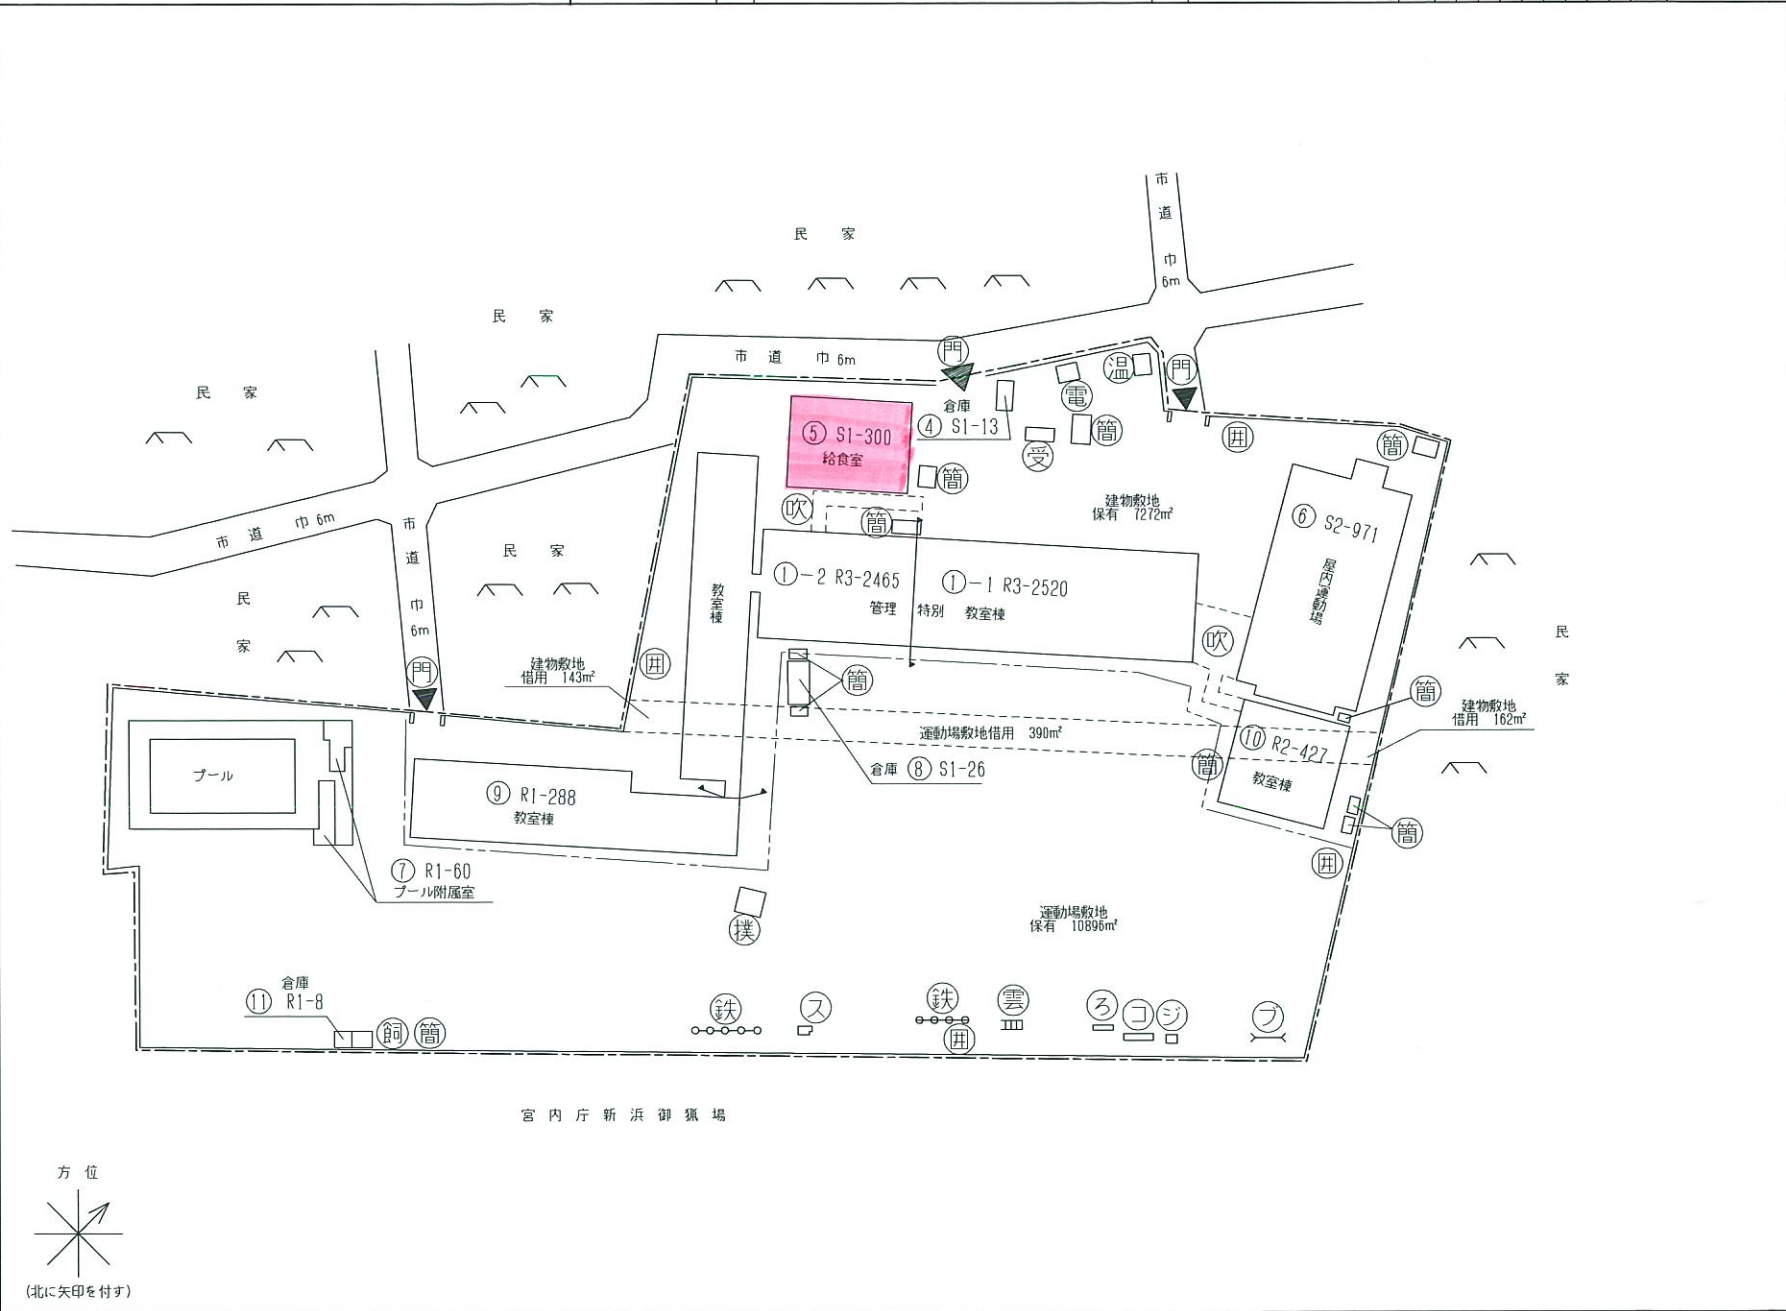 市道
巾
6m
民家
民家
市道 巾6m
門
温
門
民家
倉庫
④ S1-13
電
簡
受
囲
簡
⑤ S1-300
給食室
簡
建物敷地
保有 7272m²
吹
簡
⑥ S2-971
屋内運動場
市道 巾6m
市道
巾
6m
民家
民家
教室棟
①-2 R3-2465
①-1 R3-2520
管理 特別 教室棟
吹
民家
門
建物敷地
借用 143m²
囲
簡
簡
建物敷地
借用 162m²
運動場敷地借用 390m²
倉庫 ⑧ S1-26
簡
⑩ R2-427
教室棟
プール
⑨ R1-288
教室棟
簡
囲
⑦ R1-60
プール附属室
撲
運動場敷地
保有 10896m²
倉庫
⑪ R1-8
飼
簡
鉄
ス
鉄
囲
雲
ろ
コ
ジ
ブ
宮内庁新浜御猟場
方位
(北に矢印を付す)